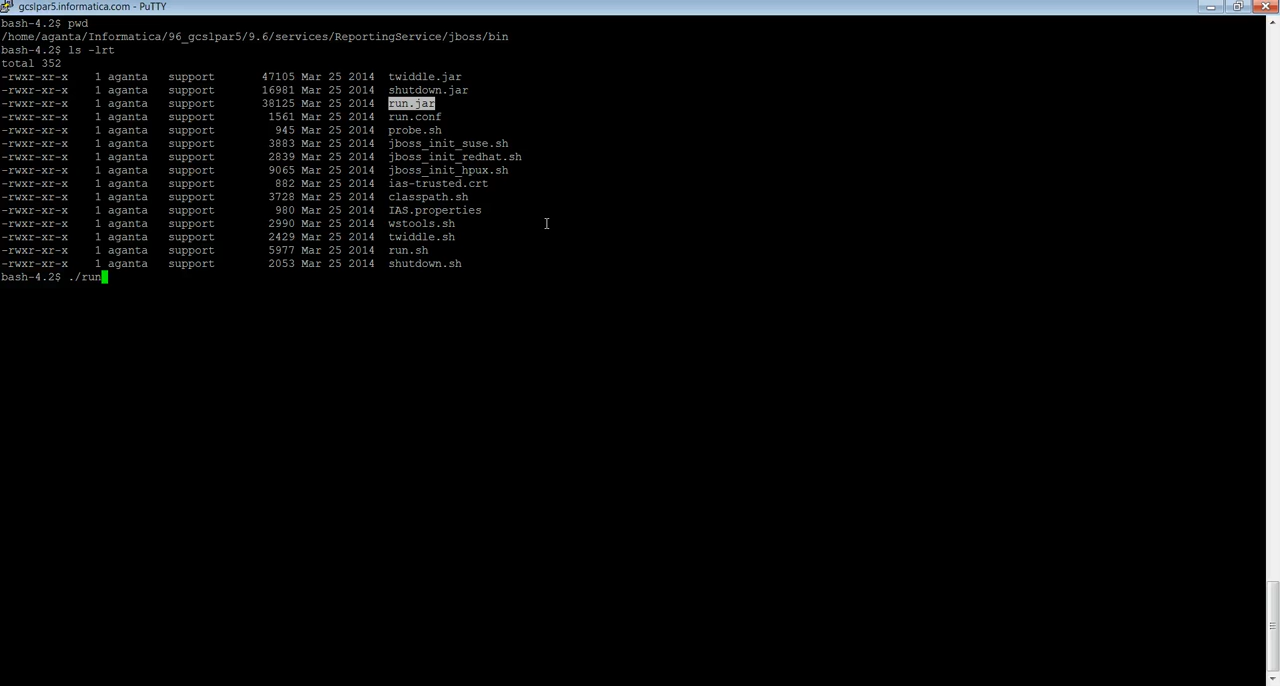 gcslpar5.informatica.com - PuTTY
bash-4.2$ pwd
/home/aganta/Informatica/96_gcslpar5/9.6/services/ReportingService/jboss/bin
bash-4.2$ ls -lrt
total 352
-rwxr-xr-x    1 aganta   support       47105 Mar 25 2014  twiddle.jar
-rwxr-xr-x    1 aganta   support       16981 Mar 25 2014  shutdown.jar
-rwxr-xr-x    1 aganta   support       38125 Mar 25 2014  run.jar
-rwxr-xr-x    1 aganta   support        1561 Mar 25 2014  run.conf
-rwxr-xr-x    1 aganta   support         945 Mar 25 2014  probe.sh
-rwxr-xr-x    1 aganta   support        3883 Mar 25 2014  jboss_init_suse.sh
-rwxr-xr-x    1 aganta   support        2839 Mar 25 2014  jboss_init_redhat.sh
-rwxr-xr-x    1 aganta   support        9065 Mar 25 2014  jboss_init_hpux.sh
-rwxr-xr-x    1 aganta   support         882 Mar 25 2014  ias-trusted.crt
-rwxr-xr-x    1 aganta   support        3728 Mar 25 2014  classpath.sh
-rwxr-xr-x    1 aganta   support         980 Mar 25 2014  IAS.properties
-rwxr-xr-x    1 aganta   support        2990 Mar 25 2014  wstools.sh
-rwxr-xr-x    1 aganta   support        2429 Mar 25 2014  twiddle.sh
-rwxr-xr-x    1 aganta   support        5977 Mar 25 2014  run.sh
-rwxr-xr-x    1 aganta   support        2053 Mar 25 2014  shutdown.sh
bash-4.2$ ./run